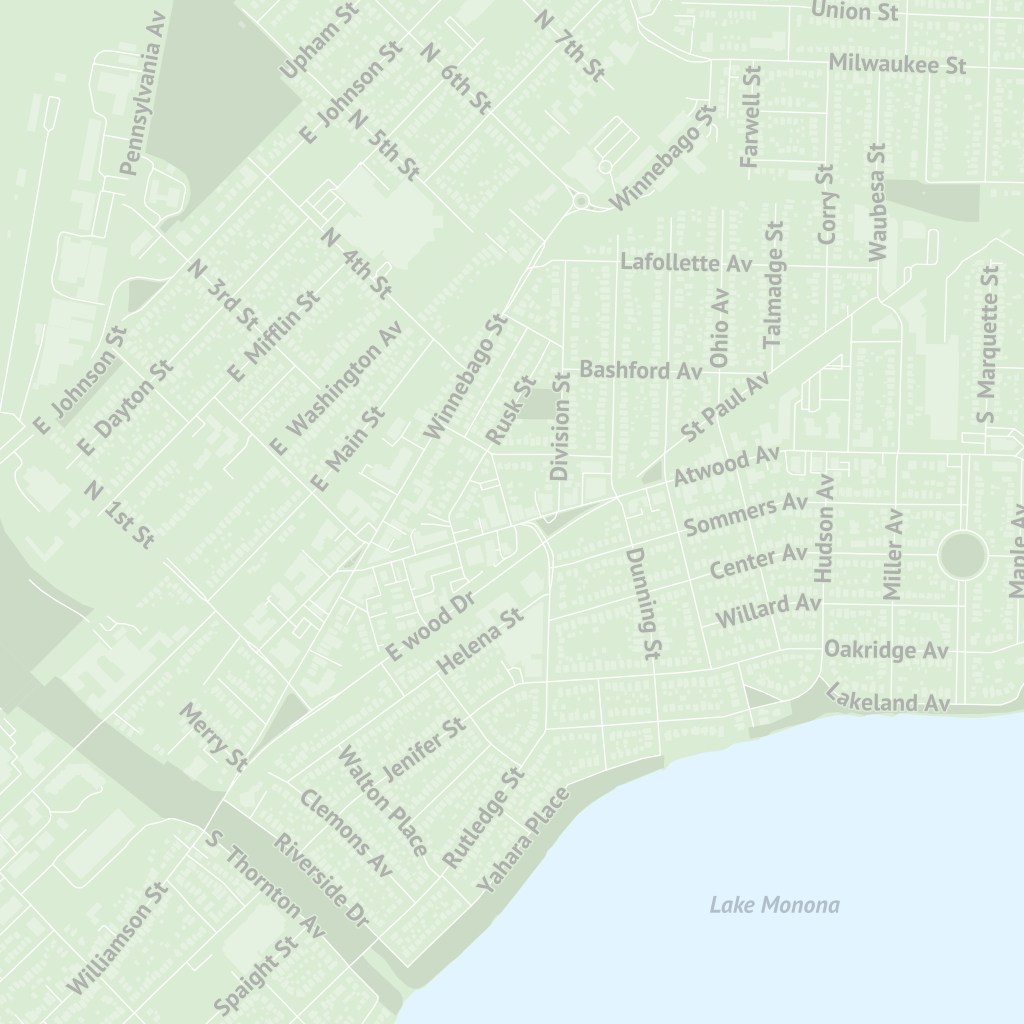 Union St
Upham St
Pennsylvania Av
E Johnson St
N 6th St
N 7th St
Milwaukee St
Farwell St
N 5th St
Winnebago St
Corry St
Waubesa St
N 4th St
Lafollette Av
Talmadge St
N 3rd St
E Mifflin St
Ohio Av
S Marquette St
E Johnson St
E Dayton St
E Washington Av
Winnebago St
Bashford Av
Rusk St
Division St
St Paul Av
E Main St
Atwood Av
N 1st St
Sommers Av
Hudson Av
Miller Av
Maple Av
Center Av
Dunning St
E wood Dr
Helena St
Willard Av
Oakridge Av
Lakeland Av
Merry St
Jenifer St
Walton Place
Clemons Av
Rutledge St
Yahara Place
Riverside Dr
S Thornton Av
Lake Monona
Williamson St
Spaight St